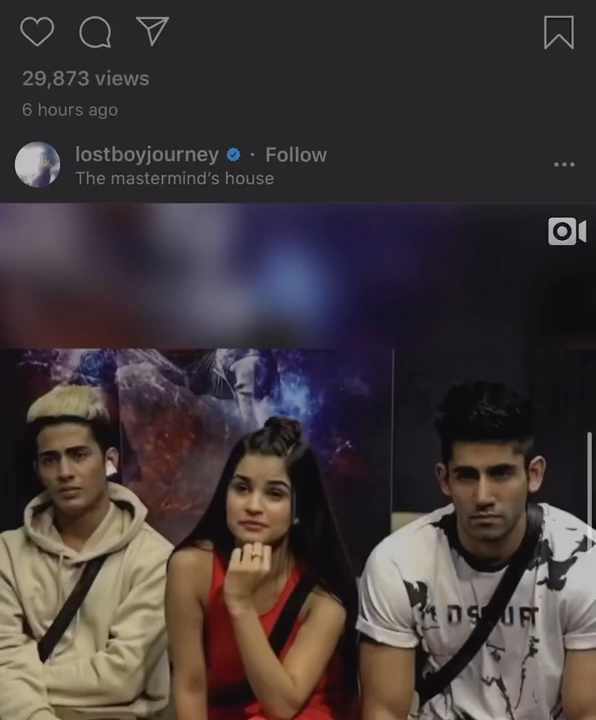 29,873 views
6 hours ago
lostboyjourney · Follow
The mastermind's house